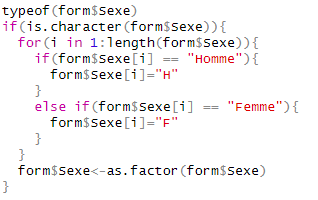 typeof(form$Sexe)
if(is.character(form$Sexe)){
  for(i in 1:length(form$Sexe)){
    if(form$Sexe[i] == "Homme"){
      form$Sexe[i]="H"
    }
    else if(form$Sexe[i] == "Femme"){
      form$Sexe[i]="F"
    }
  }
  form$Sexe<-as.factor(form$Sexe)
}